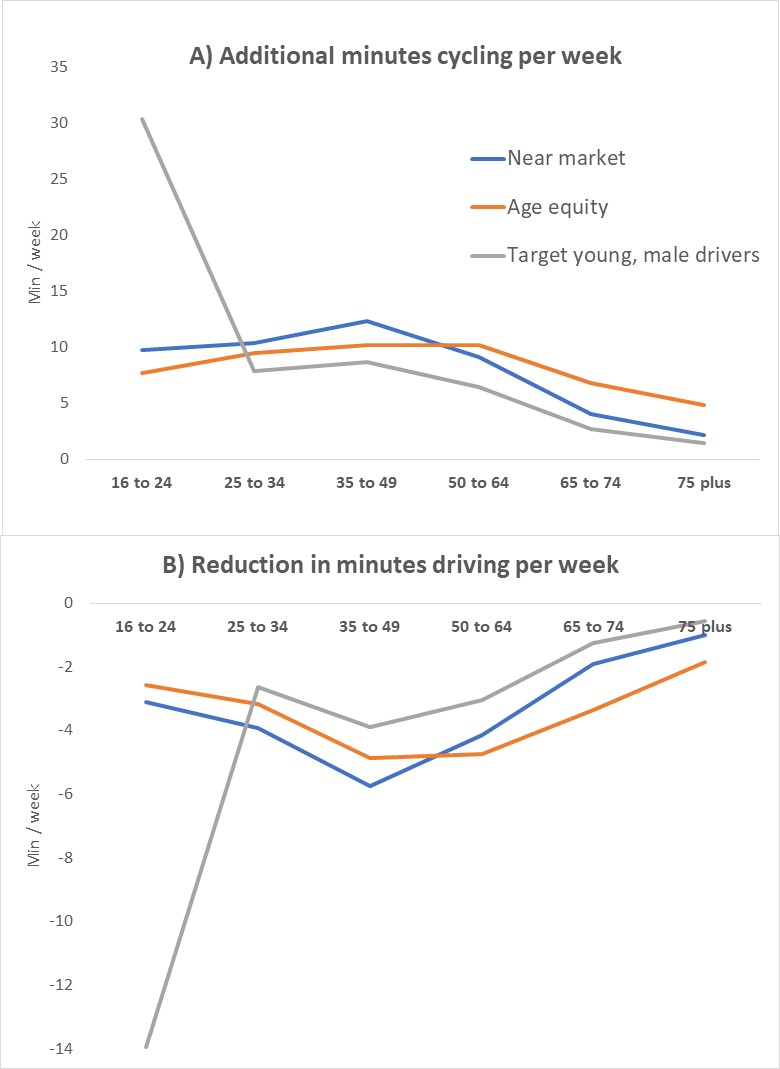 A) Additional minutes cycling per week
35
30
25
20
15
10
5
0
Min / week
Near market
Age equity
Target young, male drivers
16 to 24 25 to 34 35 to 49 50 to 64 65 to 74 75 plus
B) Reduction in minutes driving per week
0
16 to 24 25 to 34 35 to 49 50 to 64 65 to 74 75 plus
-2
-4
-6
-8
-10
-12
-14
Min / week